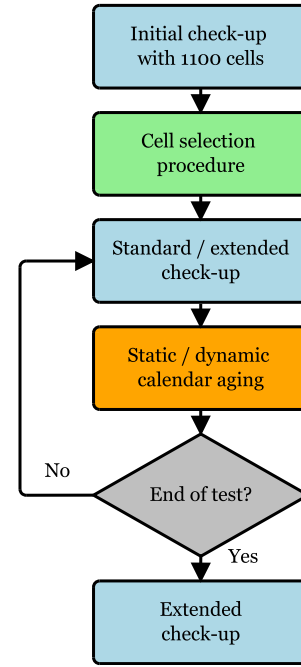 Initial check-up
with 1100 cells
Cell selection
procedure
Standard / extended
check-up
Static / dynamic
calendar aging
End of test?
No
Yes
Extended
check-up